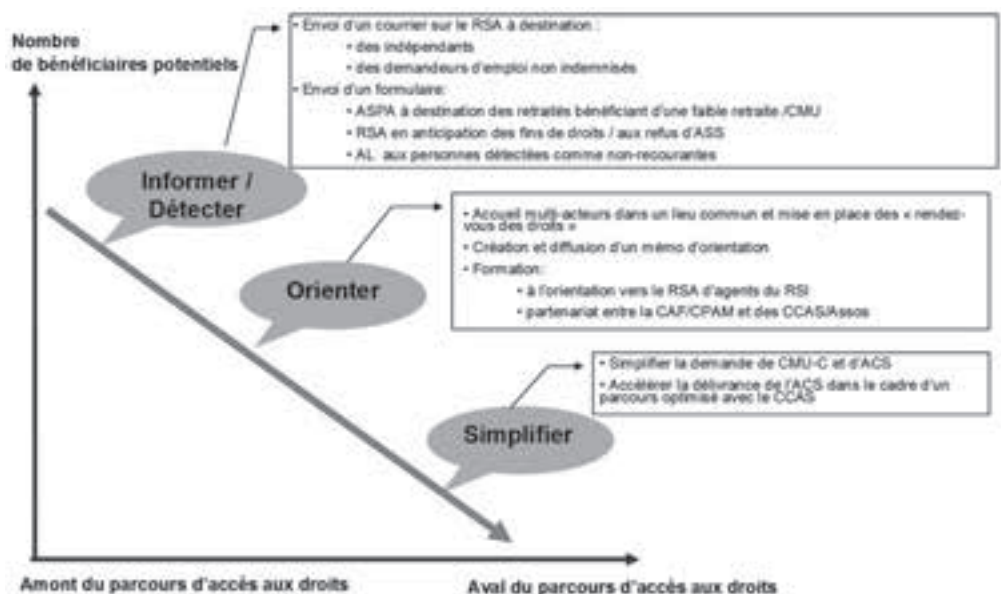 Nombre
de bénéficiaires potentiels
• Envoi d'un courrier sur le RSA à destination :
• des indépendants
• des demandeurs d'emploi non indemnisés
• Envoi d'un formulaire:
• ASPA à destination des retraités bénéficiant d'une faible retraite /CMU
• RSA en anticipation des fins de droits / aux refus d'ASS
• AL aux personnes détectées comme non-recourantes
Informer /
Détecter
• Accueil multi-acteurs dans un lieu commun et mise en place des « rendez-
vous des droits »
• Création et diffusion d'un mémo d'orientation
• Formation:
• à l'orientation vers le RSA d'agents du RSI
• partenariat entre la CAF/CPAM et des CCAS/Assos
Orienter
• Simplifier la demande de CMU-C et d'ACS
• Accélérer la délivrance de l'ACS dans le cadre d'un
parcours optimisé avec le CCAS
Simplifier
Amont du parcours d'accès aux droits
Aval du parcours d'accès aux droits